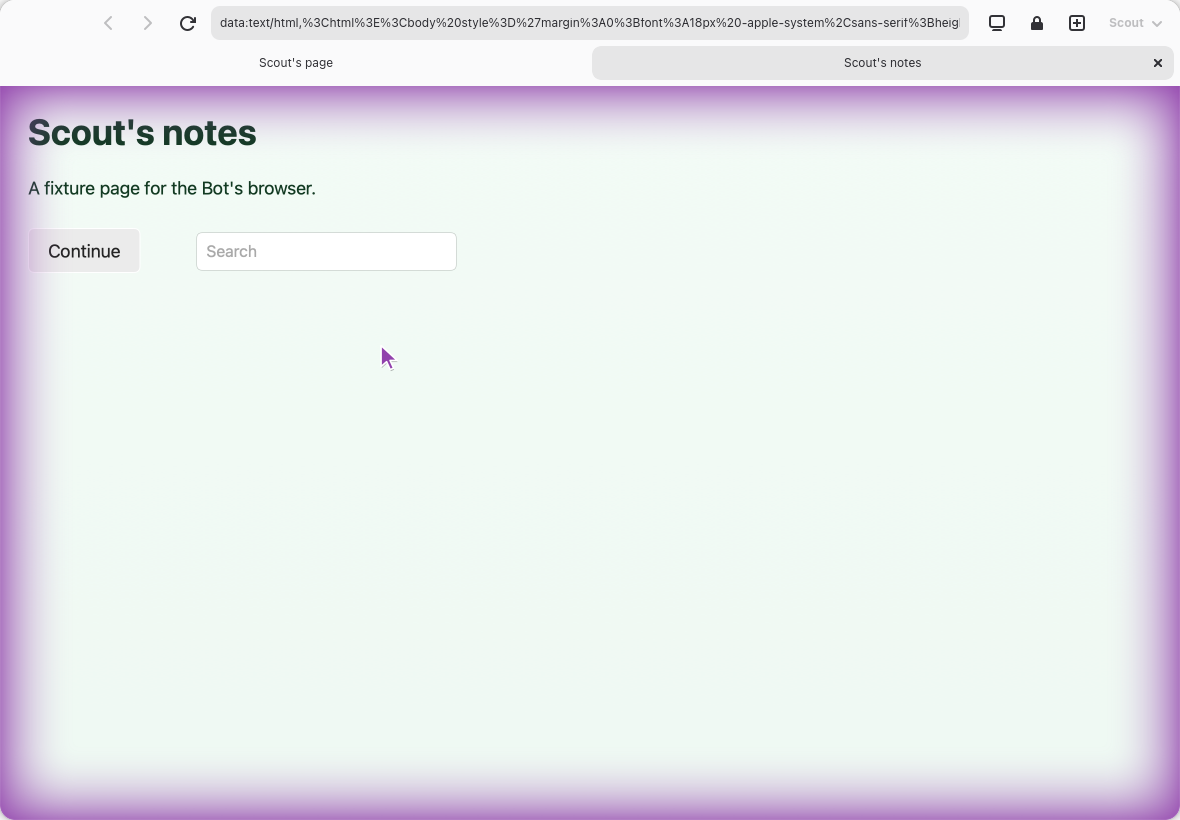 data:text/html,%3Chtml%3E%3Cbody%20style%3D%27margin%3A0%3Bfont%3A18px%20-apple-system%2Csans-serif%3Bheig
Scout
Scout's page
Scout's notes
Scout's notes
A fixture page for the Bot's browser.
Continue
Search